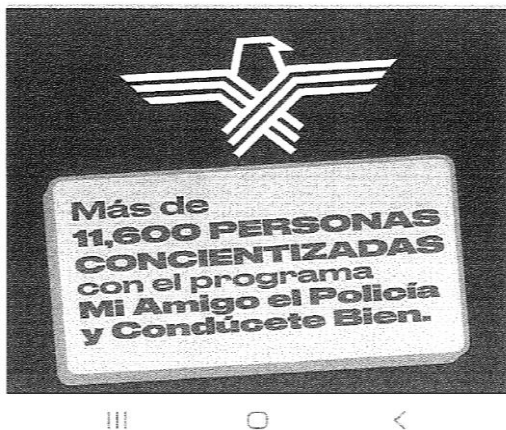 Más de
11,600 PERSONAS
CONCIENTIZADAS
con el programa
Mi Amigo el Policía
y Condúcete Bien.